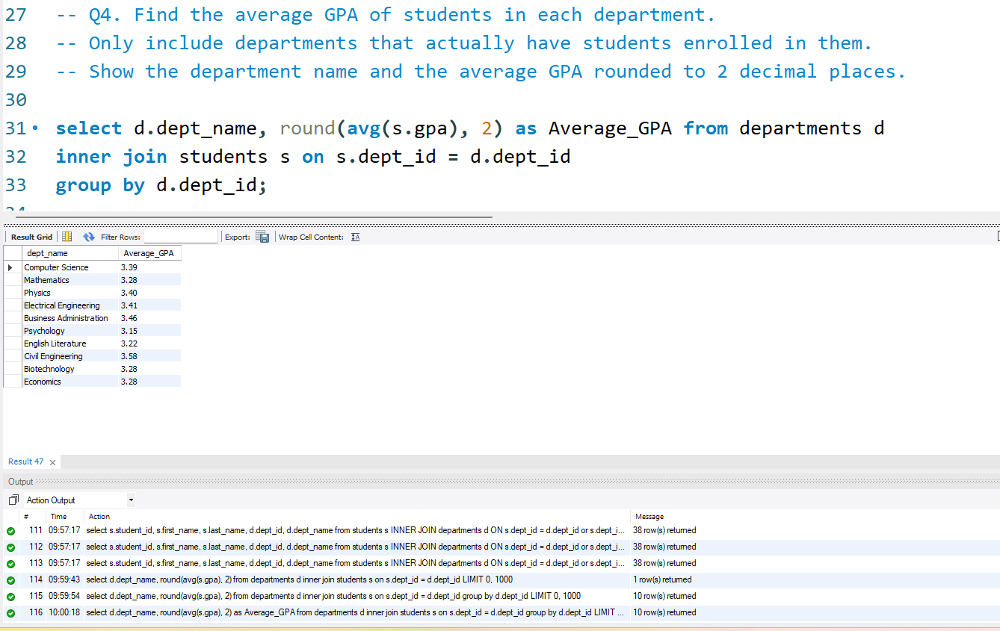 27 -- Q4. Find the average GPA of students in each department.
28 -- Only include departments that actually have students enrolled in them.
29 -- Show the department name and the average GPA rounded to 2 decimal places.
30
31 select d.dept_name, round(avg(s.gpa), 2) as Average_GPA from departments d
32 inner join students s on s.dept_id = d.dept_id
33 group by d.dept_id;
Result Grid Filter Rows: Export: Wrap Cell Content: IA
dept_name Average_GPA
Computer Science 3.39
Mathematics 3.28
Physics 3.40
Electrical Engineering 3.41
Business Administration 3.46
Psychology 3.15
English Literature 3.22
Civil Engineering 3.58
Biotechnology 3.28
Economics 3.28
Result 47
Output
Action Output
# Time Action Message
111 09:57:17 select s.student_id, s.first_name, s.last_name, d.dept_id, d.dept_name from students s INNER JOIN departments d ON s.dept_id = d.dept_id or s.dept_i... 38 row(s) returned
112 09:57:17 select s.student_id, s.first_name, s.last_name, d.dept_id, d.dept_name from students s INNER JOIN departments d ON s.dept_id = d.dept_id or s.dept_i... 38 row(s) returned
113 09:57:17 select s.student_id, s.first_name, s.last_name, d.dept_id, d.dept_name from students s INNER JOIN departments d ON s.dept_id = d.dept_id or s.dept_i... 38 row(s) returned
114 09:59:43 select d.dept_name, round(avg(s.gpa), 2) from departments d inner join students s on s.dept_id = d.dept_id LIMIT 0, 1000 1 row(s) returned
115 09:59:54 select d.dept_name, round(avg(s.gpa), 2) from departments d inner join students s on s.dept_id = d.dept_id group by d.dept_id LIMIT 0, 1000 10 row(s) returned
116 10:00:18 select d.dept_name, round(avg(s.gpa), 2) as Average_GPA from departments d inner join students s on s.dept_id = d.dept_id group by d.dept_id LIMIT ... 10 row(s) returned